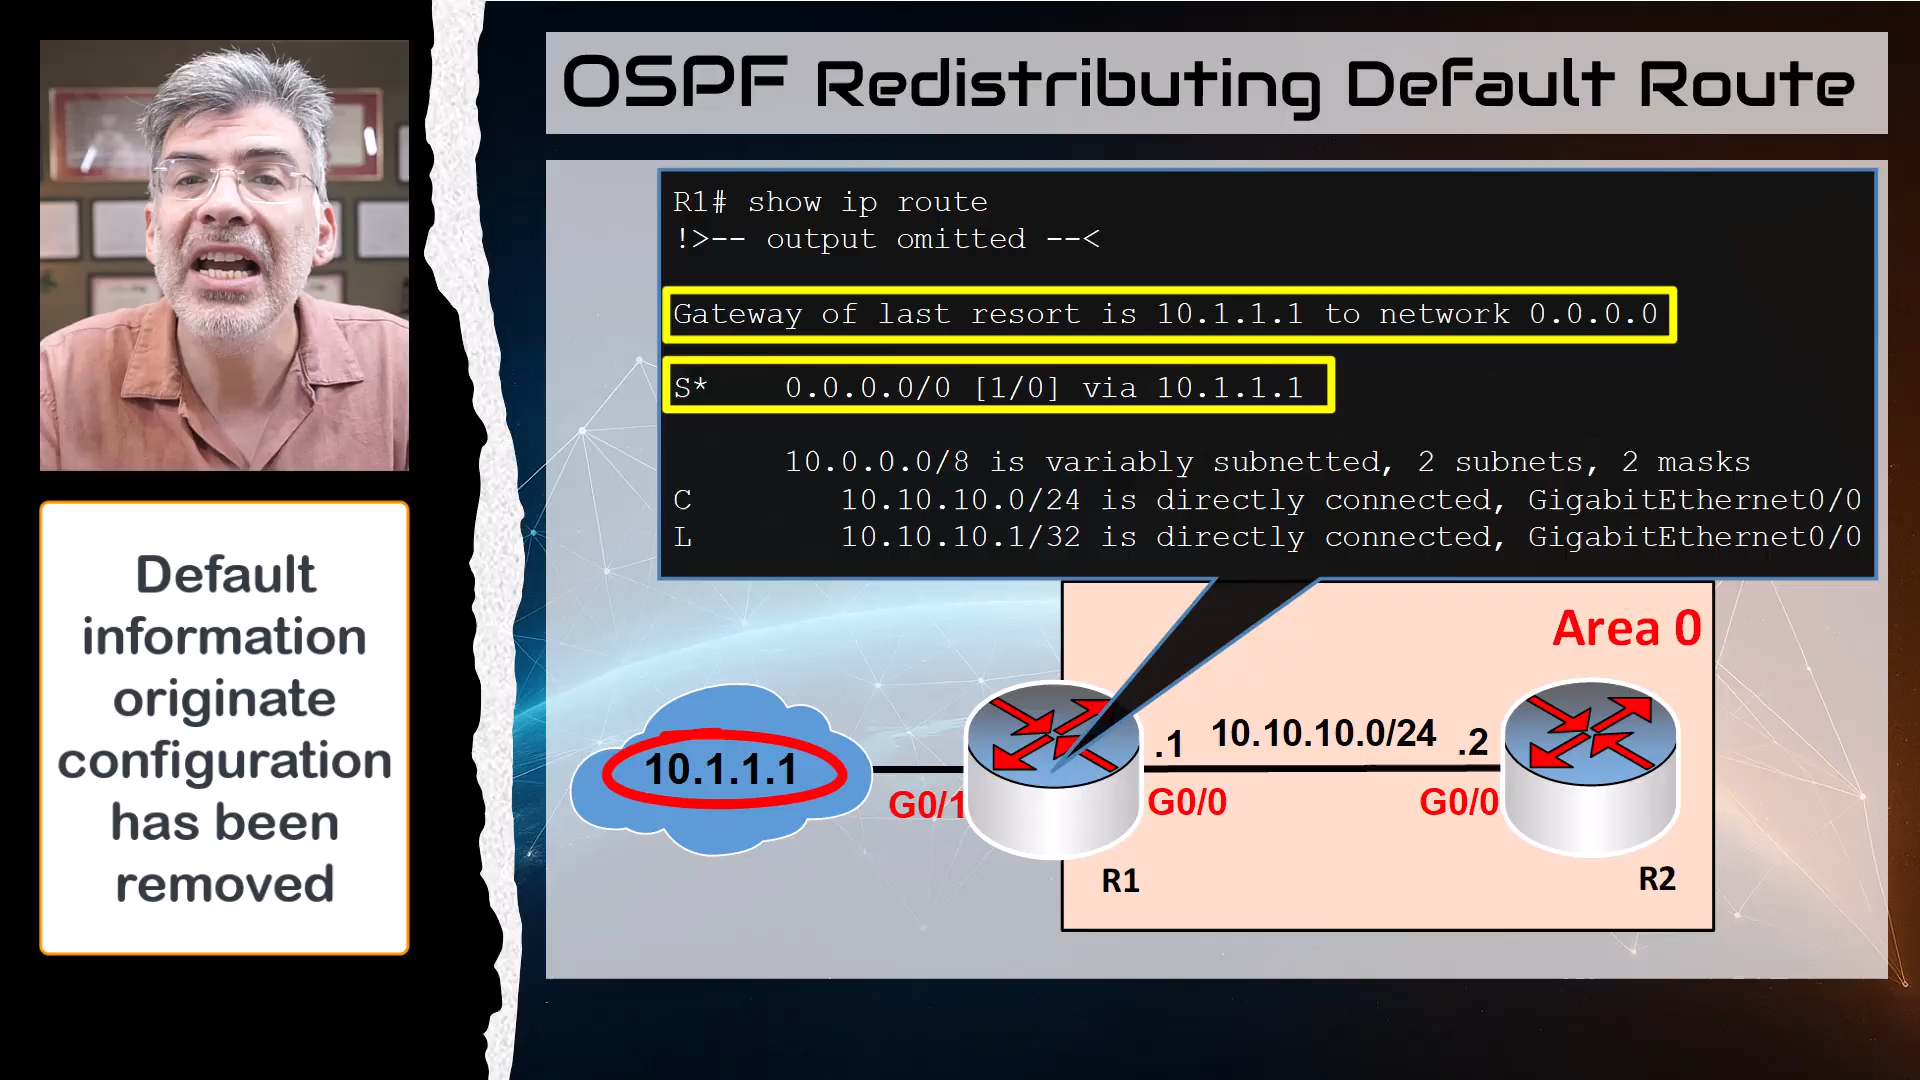 OSPF Redistributing Default Route
R1# show ip route
!>-- output omitted --<
Gateway of last resort is 10.1.1.1 to network 0.0.0.0
S*    0.0.0.0/0 [1/0] via 10.1.1.1
10.0.0.0/8 is variably subnetted, 2 subnets, 2 masks
C        10.10.10.0/24 is directly connected, GigabitEthernet0/0
L        10.10.10.1/32 is directly connected, GigabitEthernet0/0
Default
information
originate
configuration
has been
removed
Area 0
10.1.1.1
G0/1
.1
10.10.10.0/24
.2
G0/0
G0/0
R1
R2